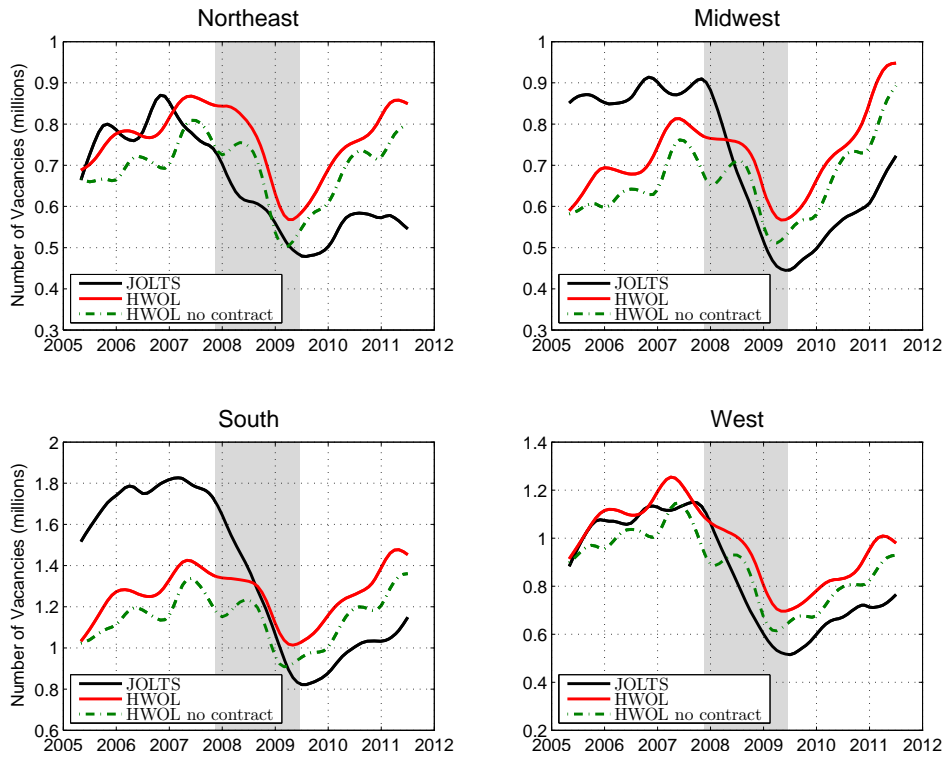 Northeast
Number of Vacancies (millions)
1
0.9
0.8
0.7
0.6
0.5
0.4
0.3
2005 2006 2007 2008 2009 2010 2011 2012
JOLTS
HWOL
HWOL no contract
Midwest
1
0.9
0.8
0.7
0.6
0.5
0.4
0.3
2005 2006 2007 2008 2009 2010 2011 2012
JOLTS
HWOL
HWOL no contract
South
Number of Vacancies (millions)
2
1.8
1.6
1.4
1.2
1
0.8
0.6
2005 2006 2007 2008 2009 2010 2011 2012
JOLTS
HWOL
HWOL no contract
West
1.4
1.2
1
0.8
0.6
0.4
0.2
2005 2006 2007 2008 2009 2010 2011 2012
JOLTS
HWOL
HWOL no contract